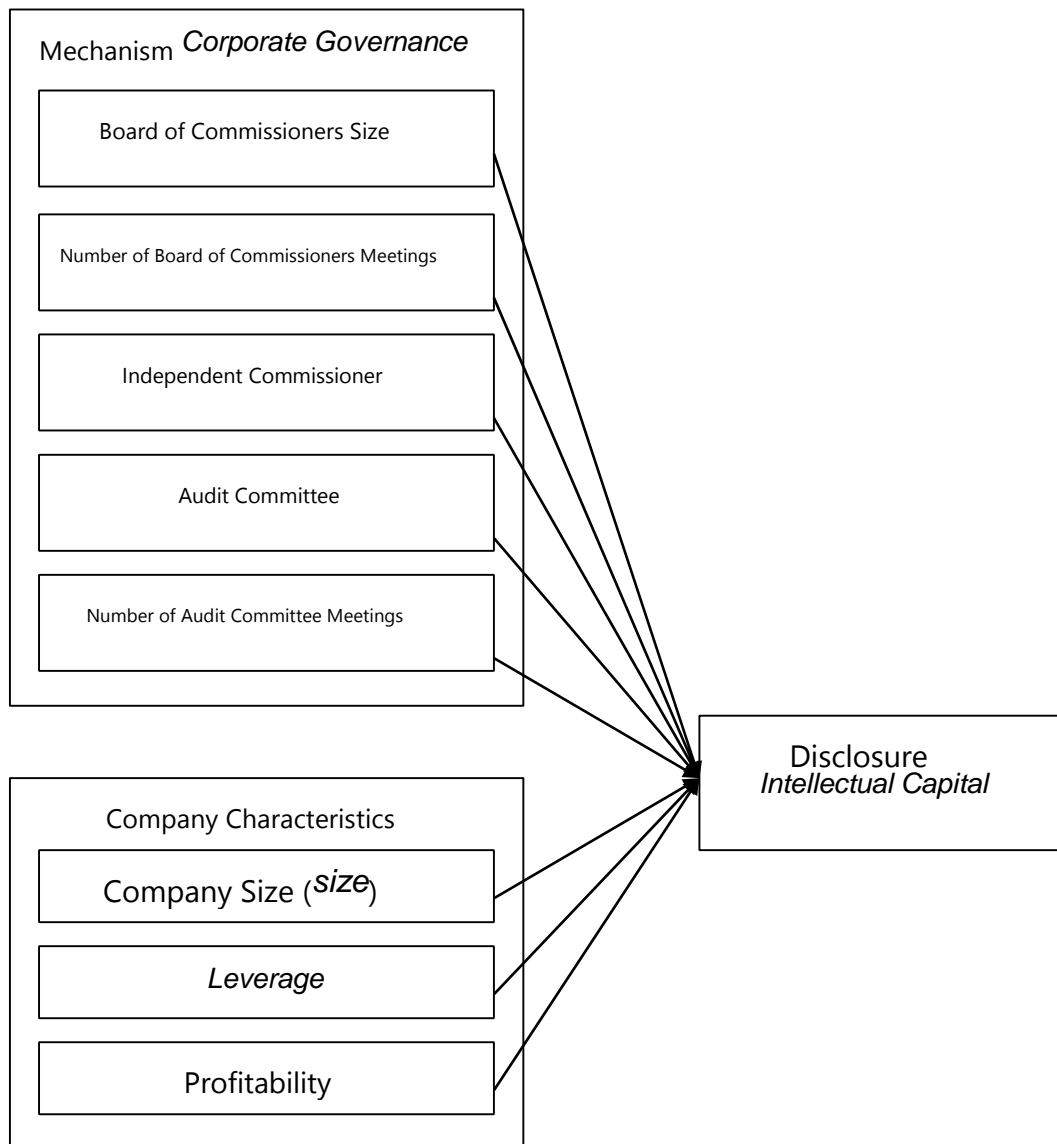 Mechanism Corporate Governance
Board of Commissioners Size
Number of Board of Commissioners Meetings
Independent Commissioner
Audit Committee
Number of Audit Committee Meetings
Disclosure
Intellectual Capital
Company Characteristics
Company Size (size)
Leverage
Profitability